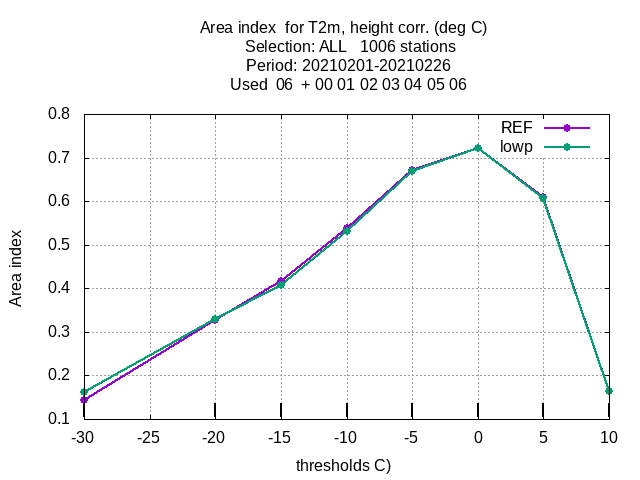 Area index  for T2m, height corr. (deg C)
Selection: ALL   1006 stations
Period: 20210201-20210226
Used  06  + 00 01 02 03 04 05 06
0.8
0.7
0.6
0.5
0.4
0.3
0.2
0.1
Area index
REF
lowp
-30 -25 -20 -15 -10 -5 0 5 10
thresholds C)